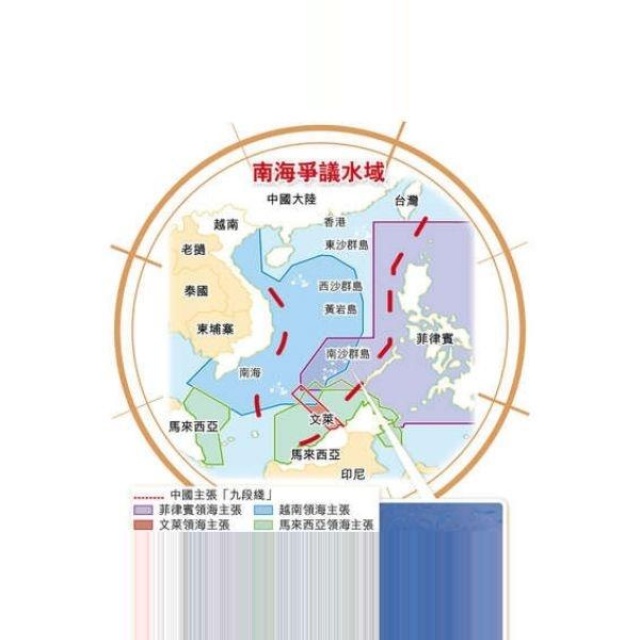 南海爭議水域
中國大陸
台灣
越南
香港
老撾
東沙群島
泰國
西沙群島
黃岩島
柬埔寨
菲律賓
南沙群島
南海
文萊
馬來西亞
馬來西亞
印尼
中國主張「九段綫」
菲律賓領海主張
越南領海主張
文萊領海主張
馬來西亞領海主張